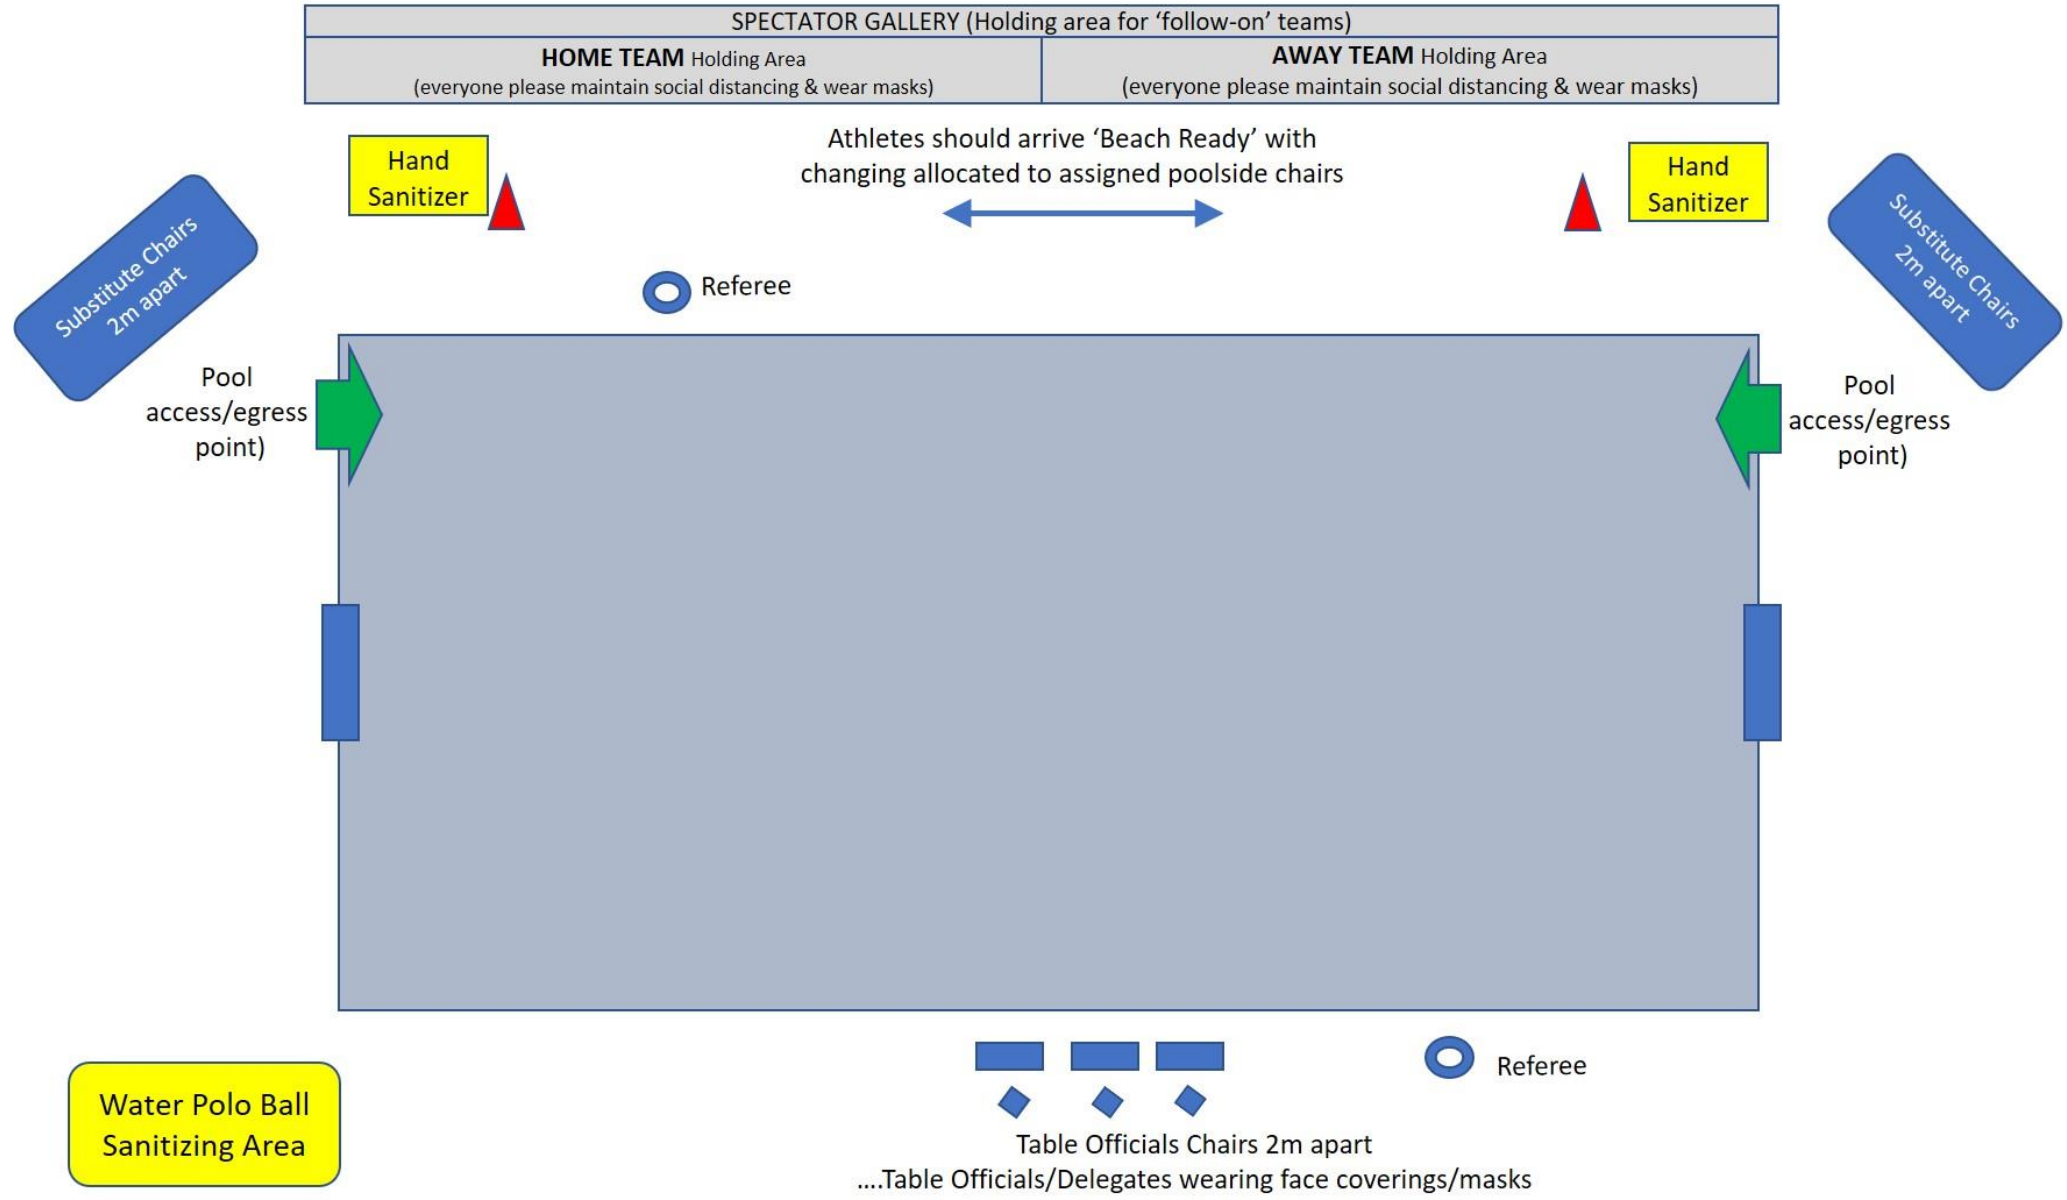 SPECTATOR GALLERY (Holding area for ‘follow-on’ teams)
HOME TEAM Holding Area
(everyone please maintain social distancing & wear masks)
AWAY TEAM Holding Area
(everyone please maintain social distancing & wear masks)
Athletes should arrive ‘Beach Ready’ with
changing allocated to assigned poolside chairs
Hand
Sanitizer
Hand
Sanitizer
Substitute Chairs
2m apart
Substitute Chairs
2m apart
Referee
Pool
access/egress
point)
Pool
access/egress
point)
Referee
Water Polo Ball
Sanitizing Area
Table Officials Chairs 2m apart
....Table Officials/Delegates wearing face coverings/masks